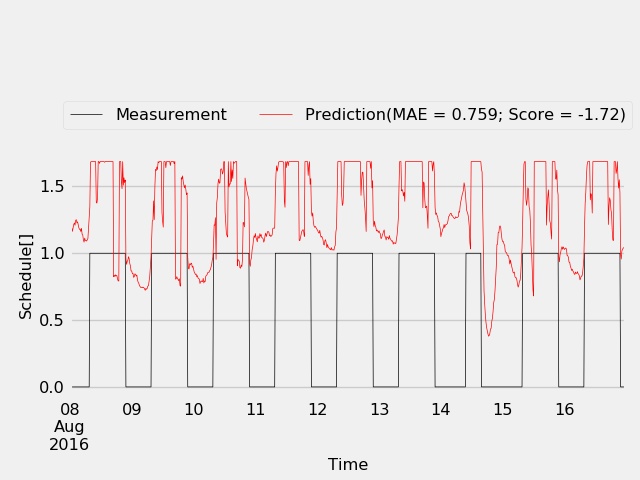 Measurement
Prediction(MAE = 0.759; Score = -1.72)
1.5
1.0
0.5
0.0
Schedule[]
08 09 10 11 12 13 14 15 16
Aug
2016
Time